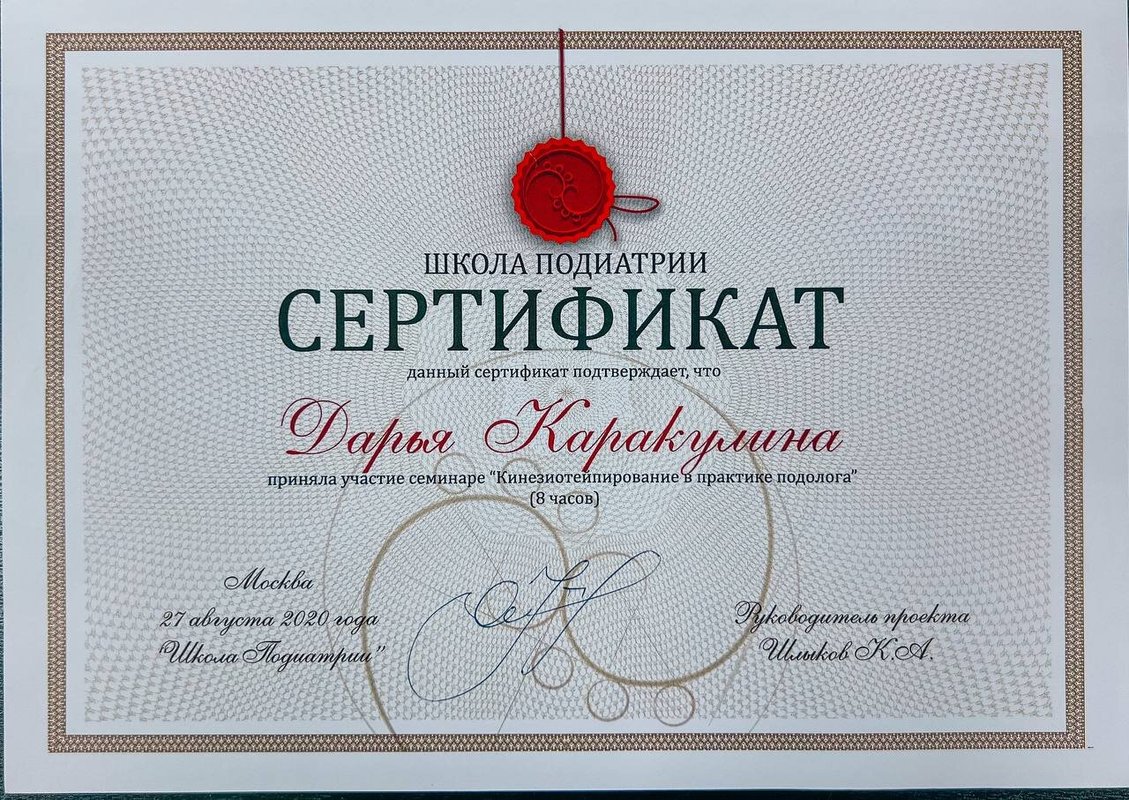 ШКОЛА ПОДИАТРИИ
СЕРТИФИКАТ
данный сертификат подтверждает, что
Дарья Каракулина
приняла участие семинаре “Кинезиотейпирование в практике подолога”
(8 часов)
Москва
27 августа 2020 года
“Школа Подиатрии”
Руководитель проекта
Шлыков К.А.